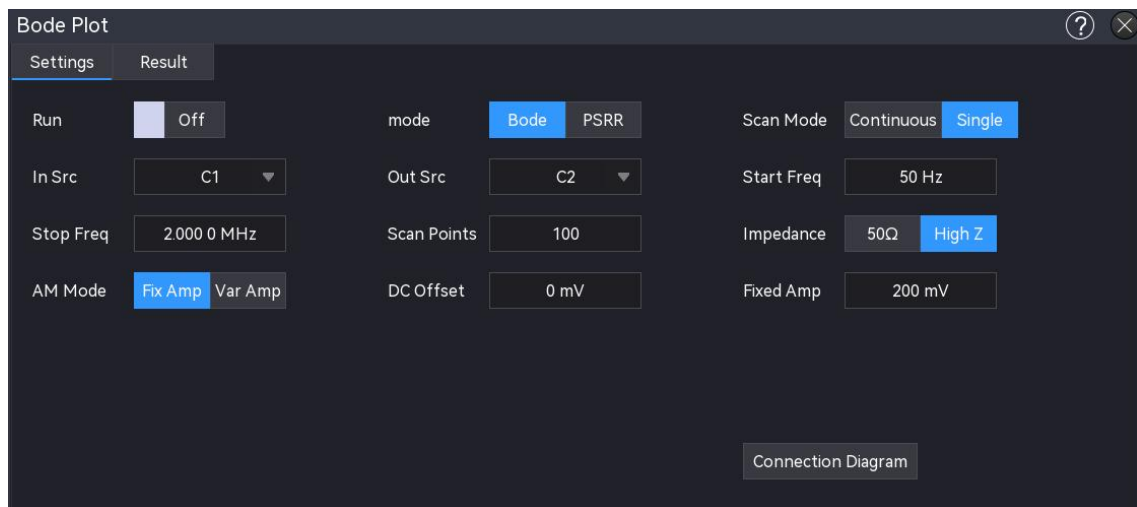 Bode Plot ?
Settings Result
Run Off mode Bode PSRR Scan Mode Continuous Single
In Src C1 Out Src C2 Start Freq 50 Hz
Stop Freq 2.000 0 MHz Scan Points 100 Impedance 50Ω High Z
AM Mode Fix Amp Var Amp DC Offset 0 mV Fixed Amp 200 mV
Connection Diagram